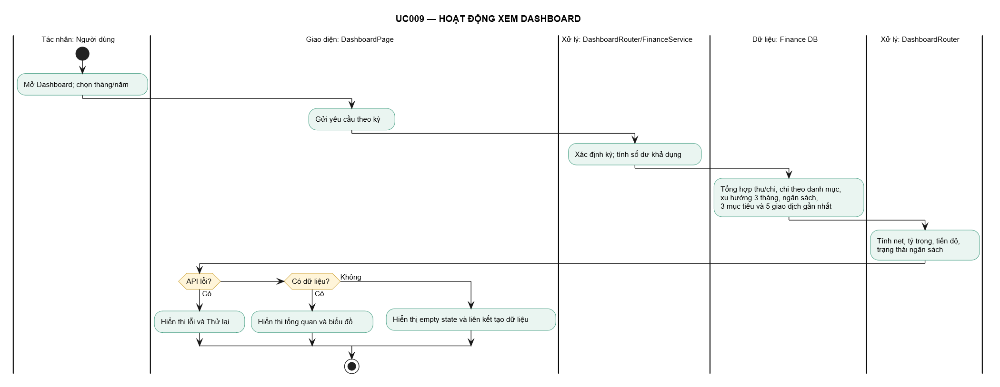 UC009 — HOẠT ĐỘNG XEM DASHBOARD
Tác nhân: Người dùng
Giao diện: DashboardPage
Xử lý: DashboardRouter/FinanceService
Dữ liệu: Finance DB
Xử lý: DashboardRouter
Mở Dashboard; chọn tháng/năm
Gửi yêu cầu theo kỳ
Xác định kỳ; tính số dư khả dụng
Tổng hợp thu/chi, chi theo danh mục,
xu hướng 3 tháng, ngân sách,
3 mục tiêu và 5 giao dịch gần nhất
Tính net, tỷ trọng, tiến độ,
trạng thái ngân sách
API lỗi?
Có dữ liệu?
Không
Có
Có
Hiển thị lỗi và Thử lại
Hiển thị tổng quan và biểu đồ
Hiển thị empty state và liên kết tạo dữ liệu